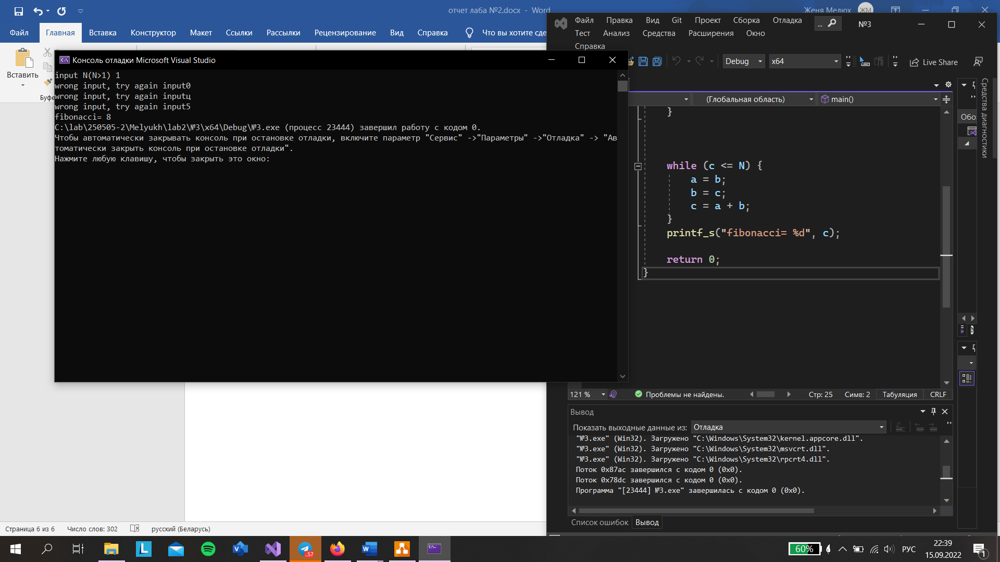 отчет лаба №2.docx - Word
Женя Мелюх
ЖМ
Файл Главная Вставка Конструктор Макет Ссылки Рассылки Рецензирование Вид Справка Что вы хотите сде
Вставить
Буфе
Консоль отладки Microsoft Visual Studio
input N(N>1) 1
wrong input, try again input0
wrong input, try again inputц
wrong input, try again input5
fibonacci= 8
C:\lab\250505-2\Melyukh\lab2\№3\x64\Debug\№3.exe (процесс 23444) завершил работу с кодом 0.
Чтобы автоматически закрывать консоль при остановке отладки, включите параметр "Сервис" ->"Параметры" ->"Отладка" -> "Ав
томатически закрыть консоль при остановке отладки".
Нажмите любую клавишу, чтобы закрыть это окно:
Файл Правка Вид Git Проект Сборка Отладка
... №3
Тест Анализ Средства Расширения Окно
Справка
Debug x64 Live Share
(Глобальная область) main()
}
while (c <= N) {
a = b;
b = c;
c = a + b;
}
printf_s("fibonacci= %d", c);
return 0;
}
Обо
Средства диагностики
121 % Проблемы не найдены. Стр: 25 Симв: 2 Табуляция CRLF
Вывод
Показать выходные данные из: Отладка
"№3.exe" (Win32). Загружено "C:\Windows\System32\kernel.appcore.dll".
"№3.exe" (Win32). Загружено "C:\Windows\System32\msvcrt.dll".
"№3.exe" (Win32). Загружено "C:\Windows\System32\rpcrt4.dll".
Поток 0x87ac завершился с кодом 0 (0x0).
Поток 0x78dc завершился с кодом 0 (0x0).
Программа "[23444] №3.exe" завершилась с кодом 0 (0x0).
Список ошибок Вывод
Страница 6 из 6 Число слов: 302 русский (Беларусь)
..57
60% РУС
22:39
15.09.2022
1